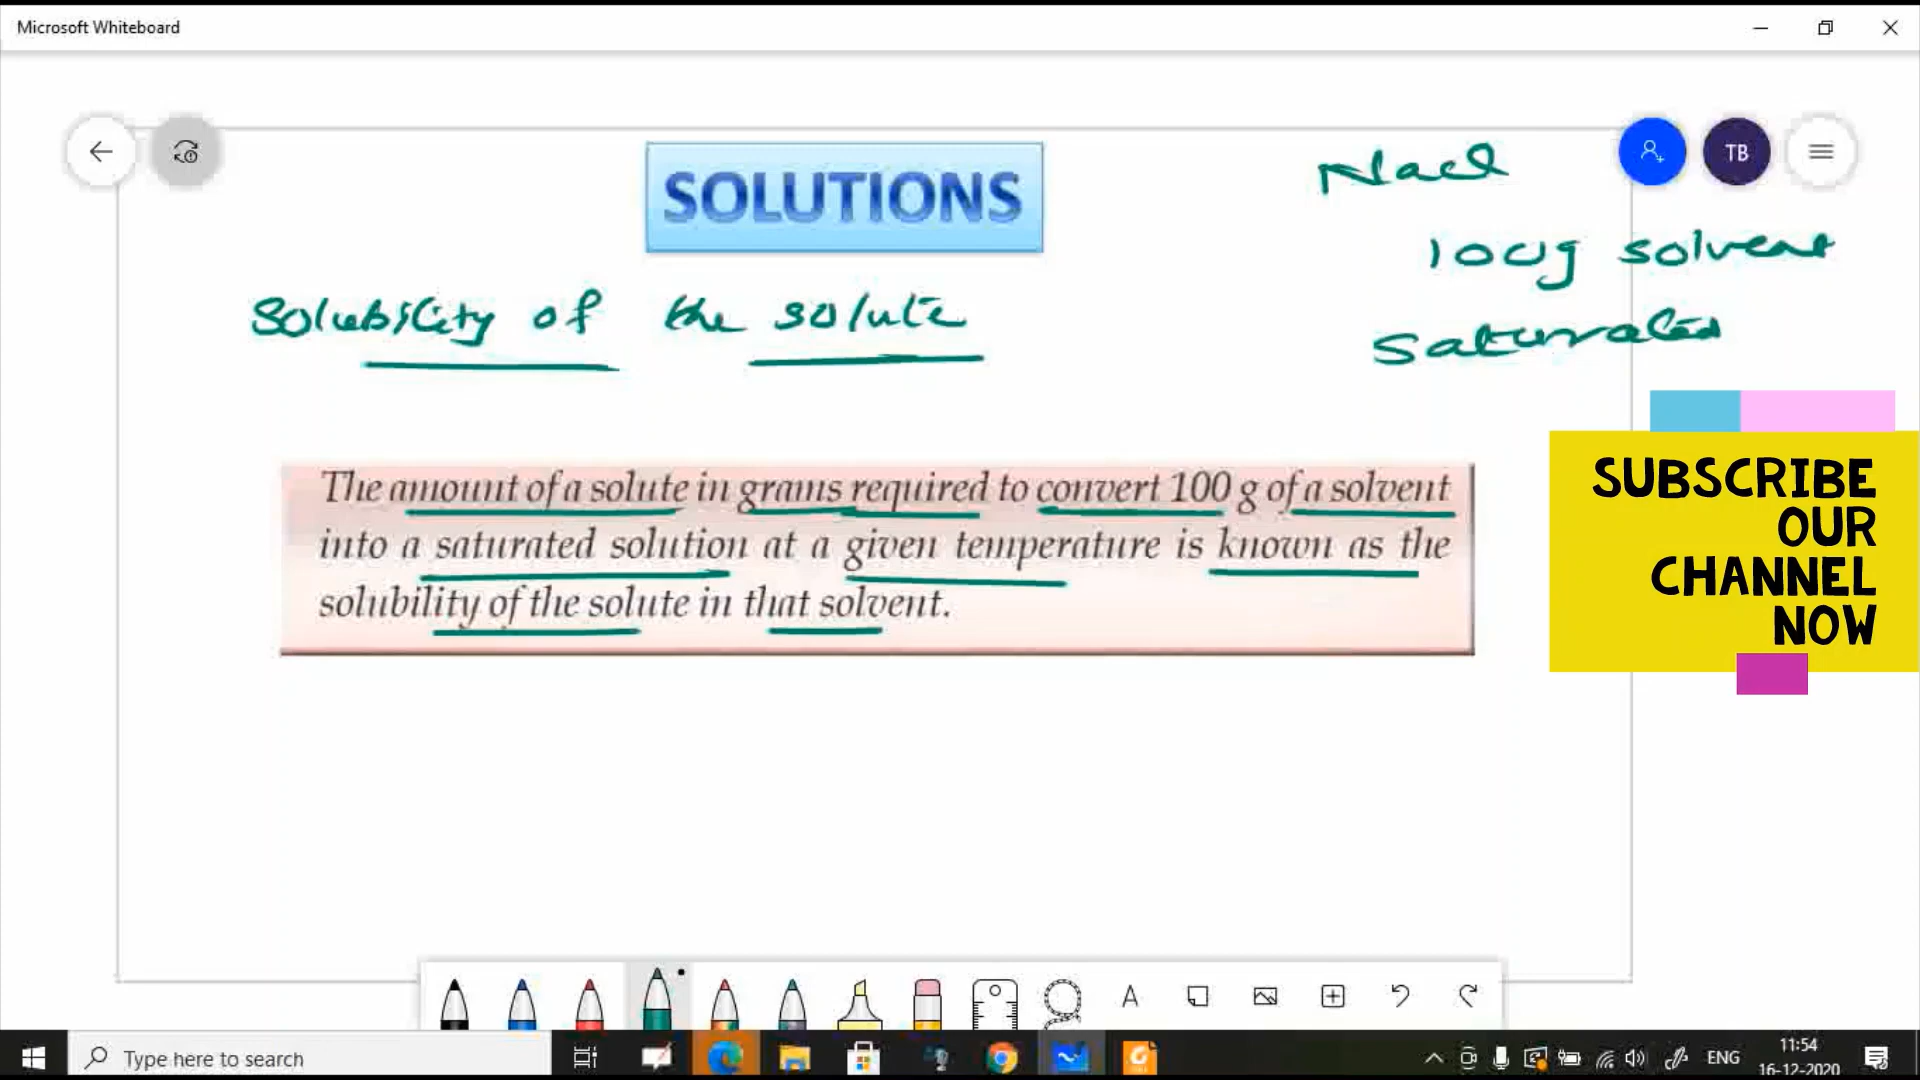 Microsoft Whiteboard
TB
SOLUTIONS
Nacl
100g solvent
Solubility of the solute
saturated
SUBSCRIBE
OUR
CHANNEL
NOW
The amount of a solute in grams required to convert 100 g of a solvent
into a saturated solution at a given temperature is known as the
solubility of the solute in that solvent.
A
Type here to search
ENG
11:54
16-12-2020